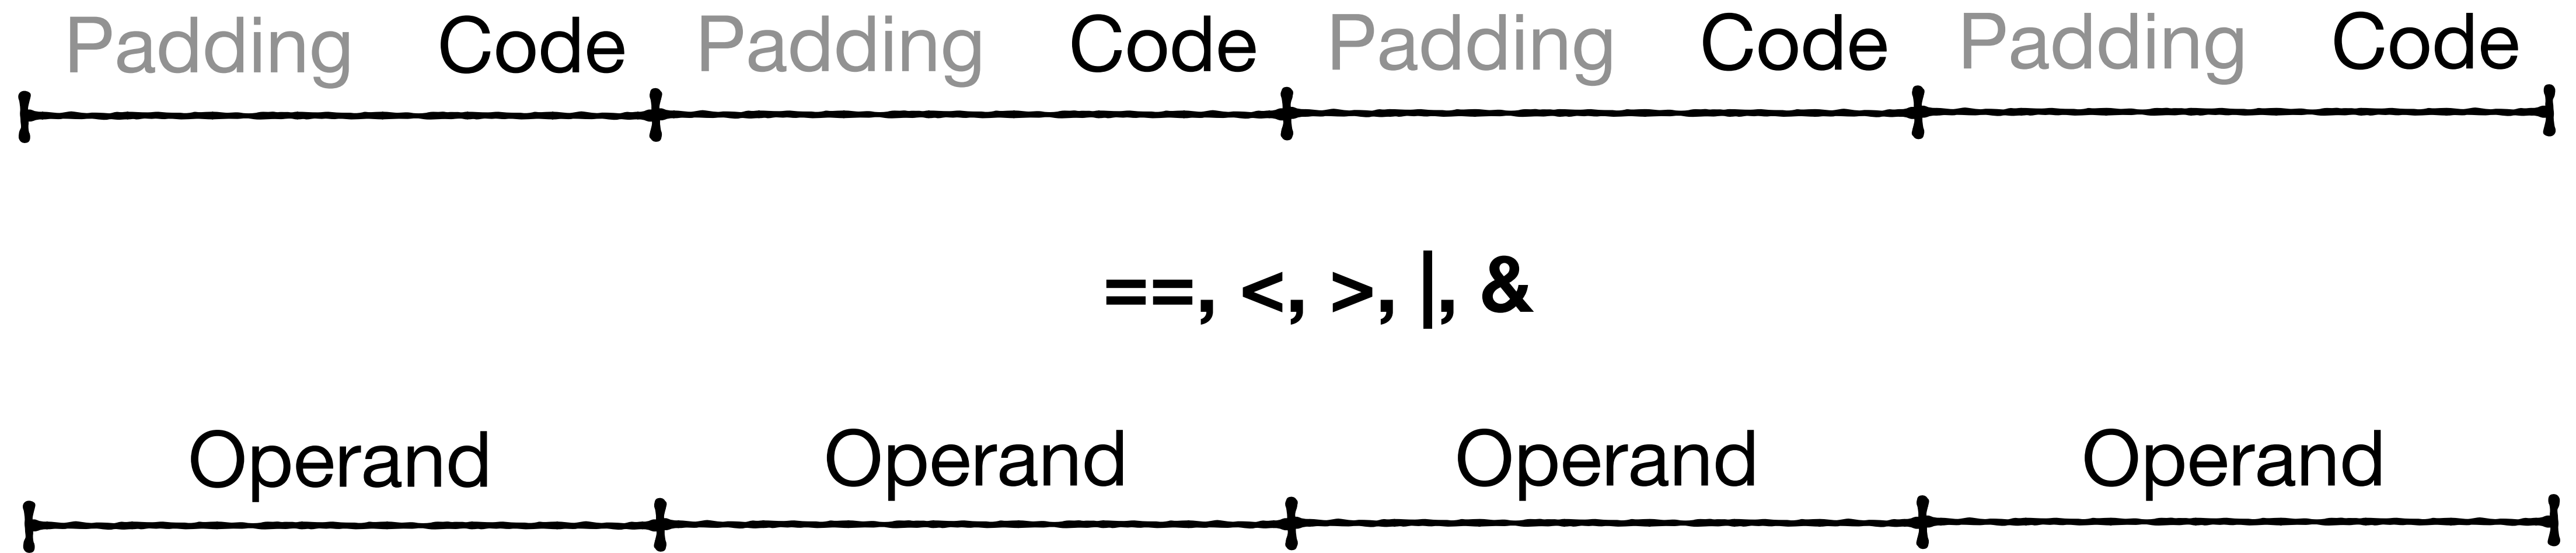 Padding Code Padding Code Padding Code Padding Code
==, <, >, |, &
Operand Operand Operand Operand